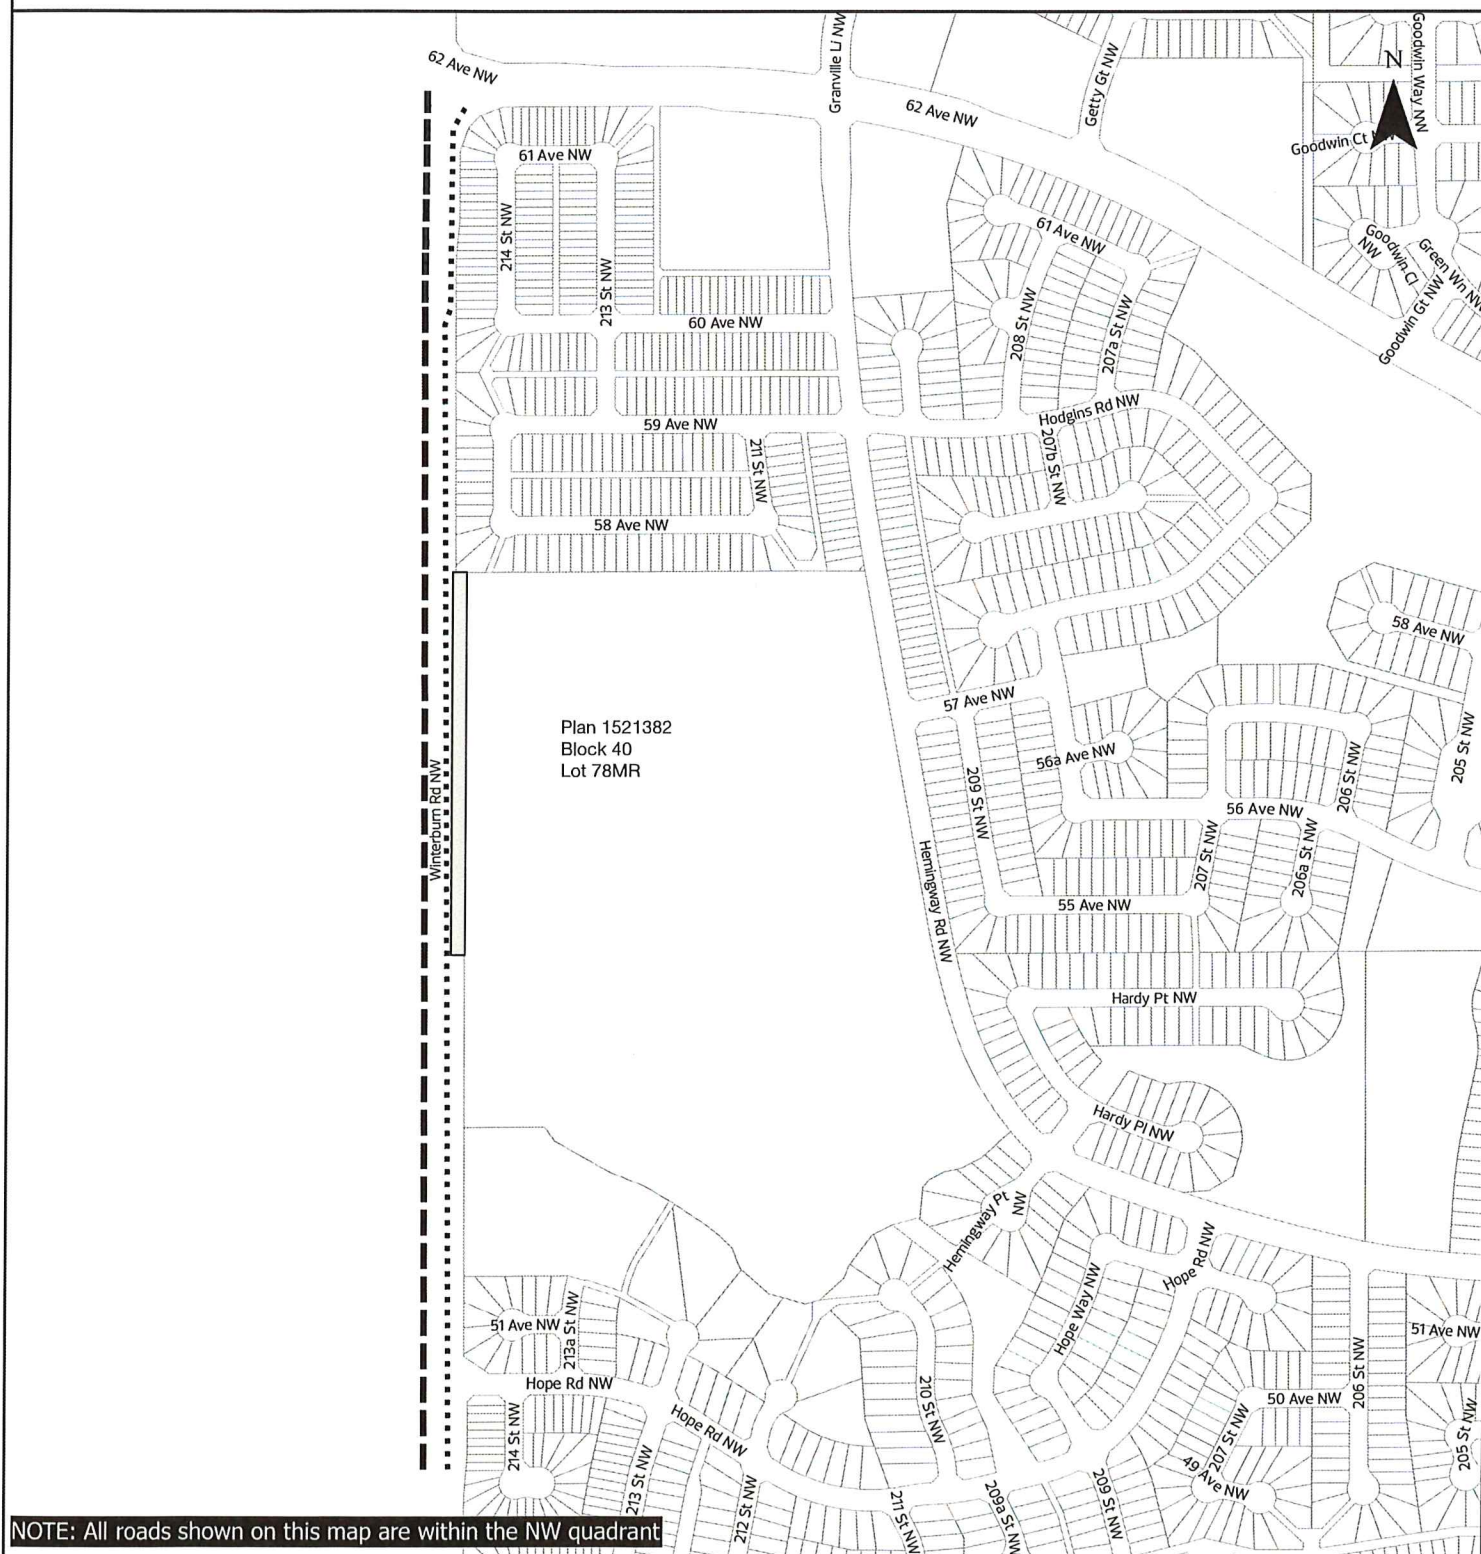 62 Ave NW
Granville Li NW
62 Ave NW
Getty Gt NW
Goodwin Way NW
N
Goodwin Ct
61 Ave NW
214 St NW
213 St NW
60 Ave NW
61 Ave NW
208 St NW
207a St NW
Goodwin Cl
NW
Green Wn NW
Goodwin Gt NW
59 Ave NW
211 St NW
58 Ave NW
Hodgins Rd NW
207b St NW
58 Ave NW
57 Ave NW
56a Ave NW
209 St NW
205 St NW
206 St NW
56 Ave NW
207 St NW
206a St NW
55 Ave NW
Plan 1521382
Block 40
Lot 78MR
Winterburn Rd NW
Hemingway Rd NW
Hardy Pt NW
Hardy Pl NW
Hemingway Pt
NW
Hope Rd NW
Hope Way NW
51 Ave NW
213a St NW
Hope Rd NW
214 St NW
Hope Rd NW
213 St NW
212 St NW
210 St NW
211 St NW
209a St NW
209 St NW
206 St NW
51 Ave NW
50 Ave NW
207 St NW
49 Ave NW
205 St NW
NOTE: All roads shown on this map are within the NW quadrant